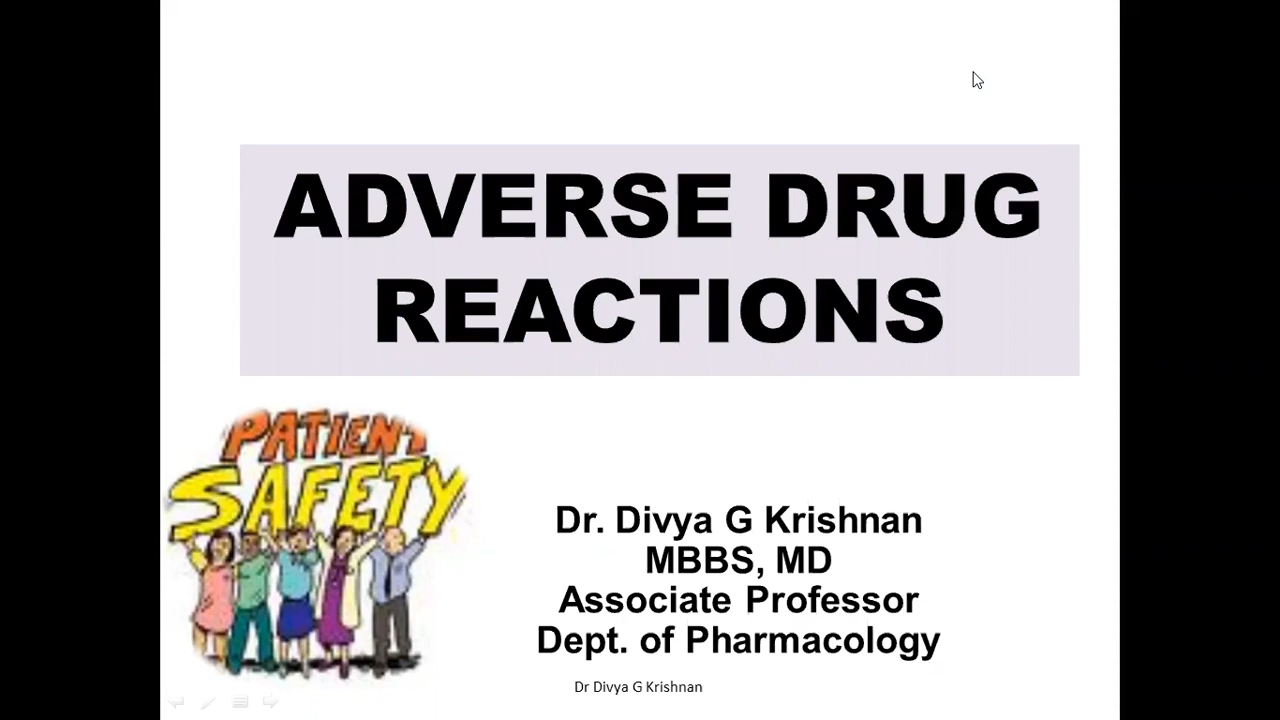 ADVERSE DRUG
REACTIONS
PATIENT
SAFETY
Dr. Divya G Krishnan
MBBS, MD
Associate Professor
Dept. of Pharmacology
Dr Divya G Krishnan